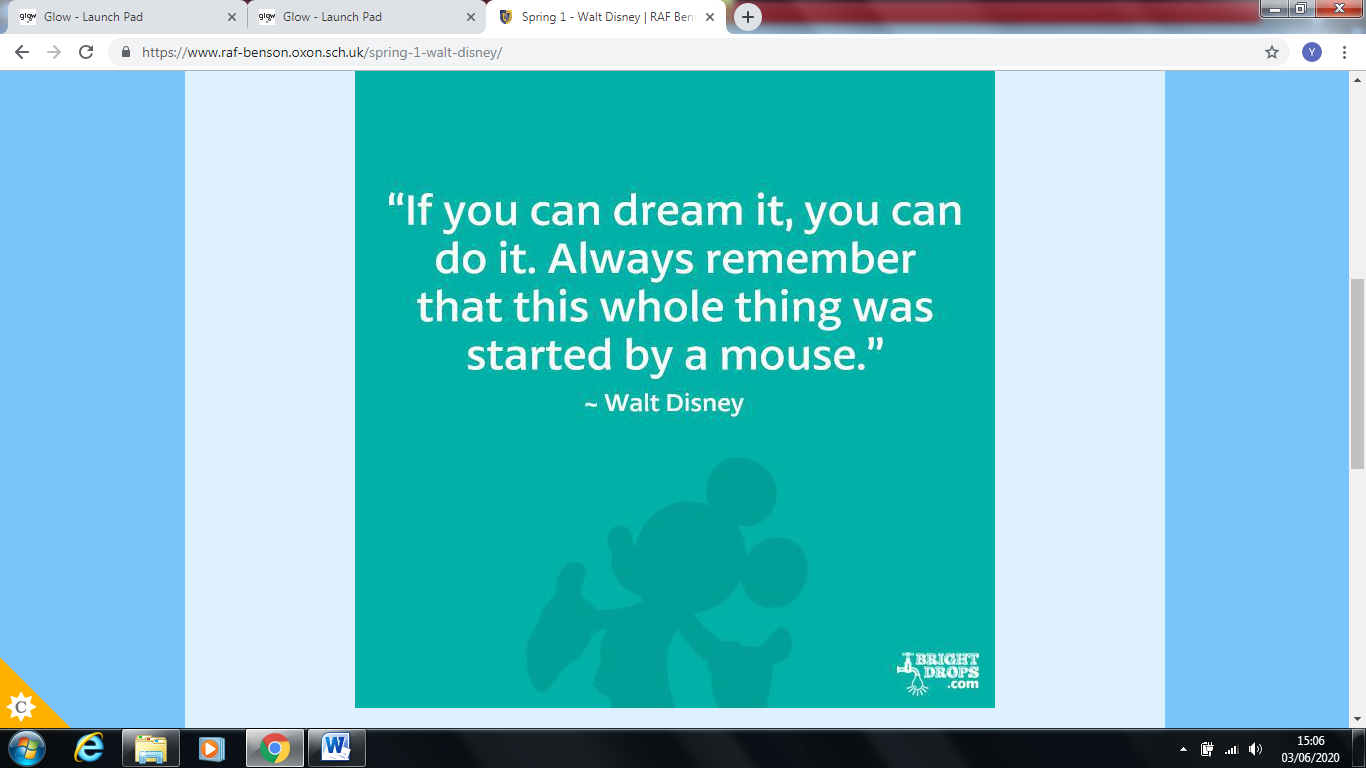 Glow - Launch Pad
Glow - Launch Pad
Spring 1 - Walt Disney | RAF Ben
https://www.raf-benson.oxon.sch.uk/spring-1-walt-disney/
Y
“If you can dream it, you can
do it. Always remember
that this whole thing was
started by a mouse.”
~ Walt Disney
BRIGHT
DROPS
.com
C
15:06
03/06/2020